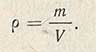 ρ = m/V.